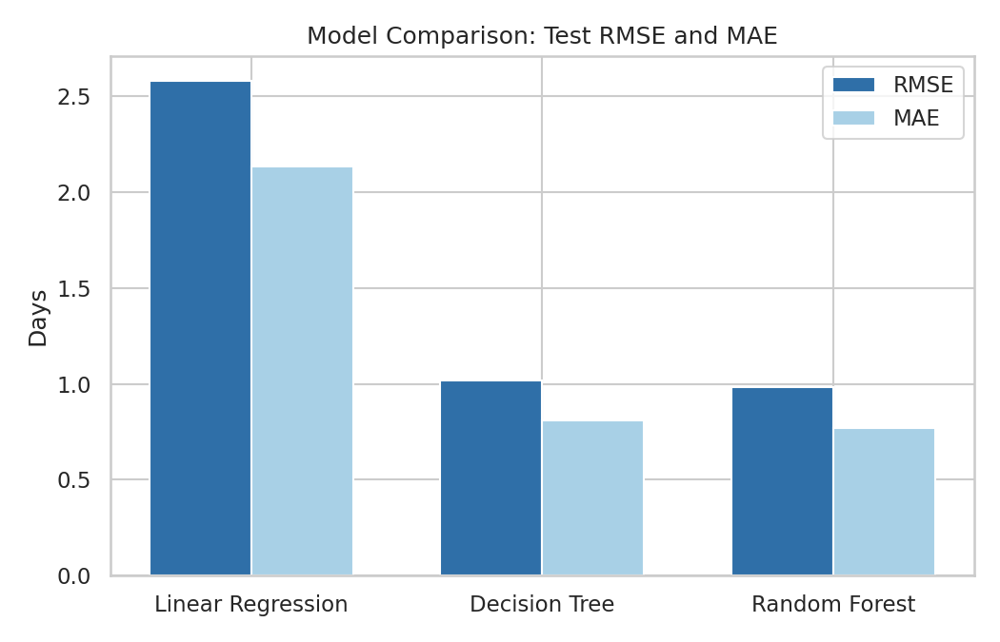 Model Comparison: Test RMSE and MAE
RMSE
MAE
Days
2.5
2.0
1.5
1.0
0.5
0.0
Linear Regression
Decision Tree
Random Forest